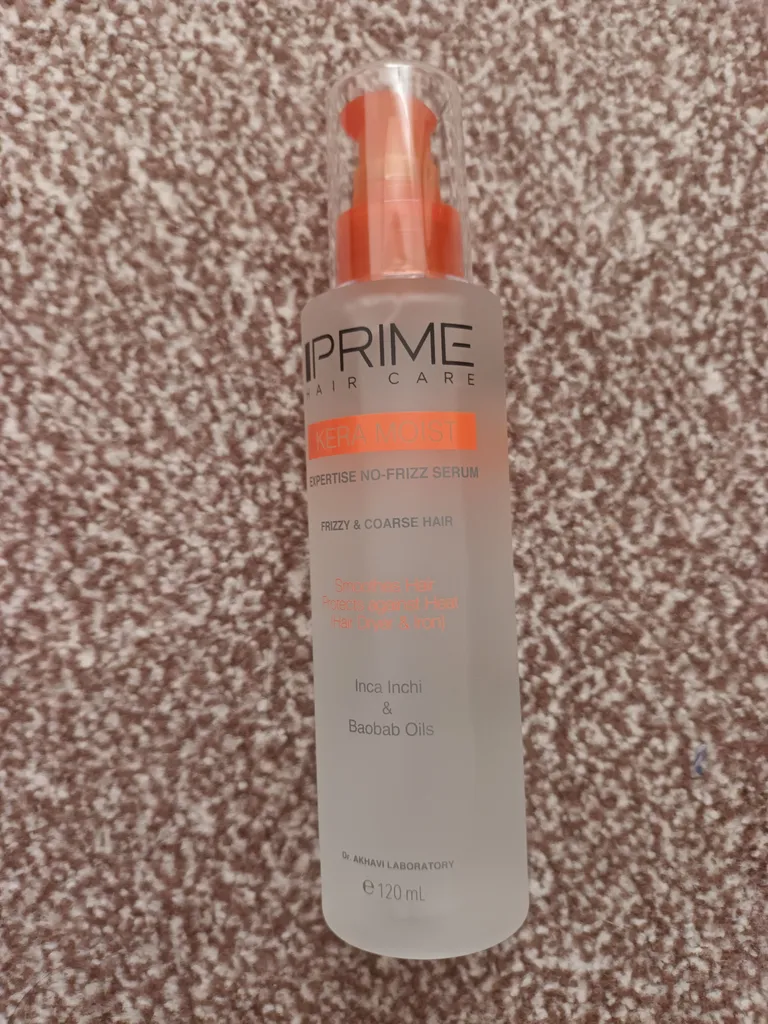 PRIME
HAIR CARE
KERA MOIST
EXPERTISE NO-FRIZZ SERUM
FRIZZY & COARSE HAIR
Smoothes Hair
Protects against Heat
(Hair Dryer & Iron)
Inca Inchi
&
Baobab Oils
Dr. AKHAVI LABORATORY
℮ 120 mL